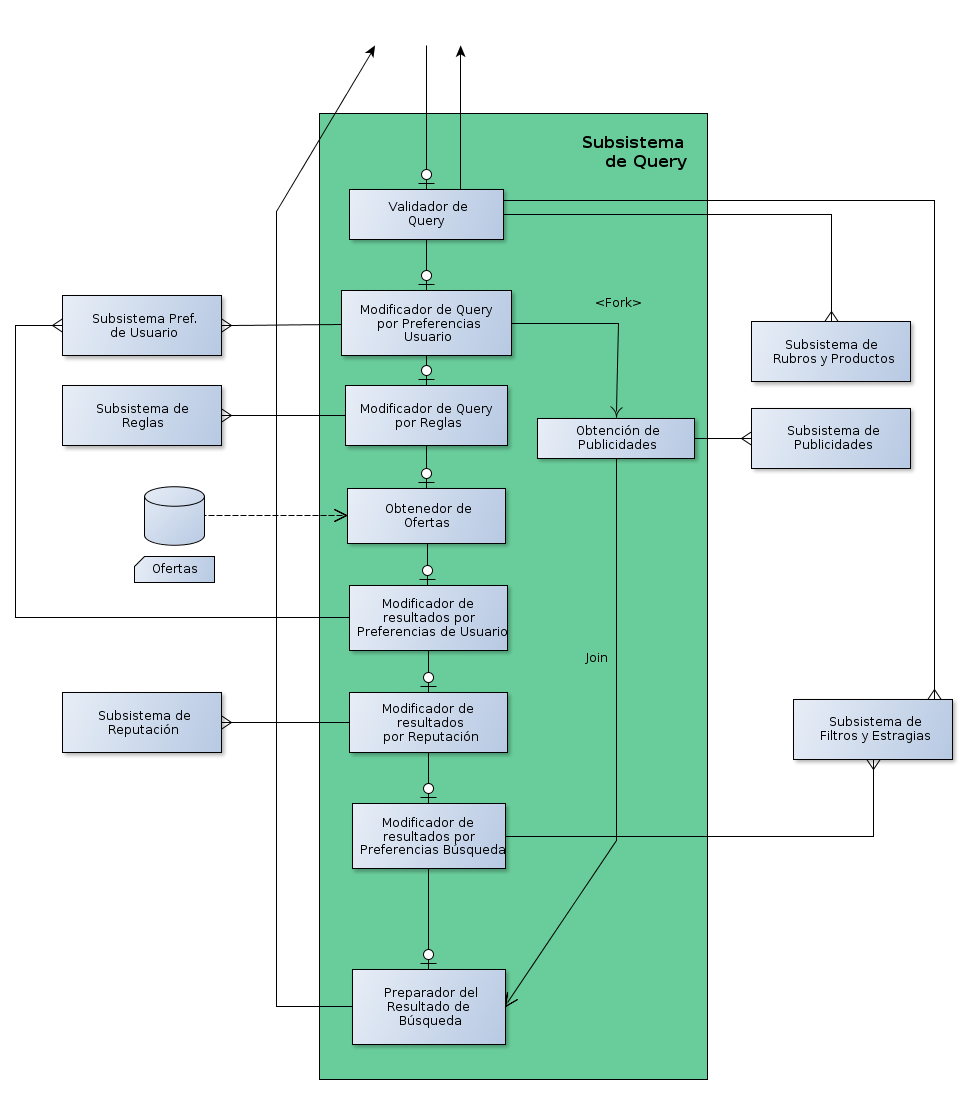 Subsistema
de Query
Validador de
Query
Modificador de Query
por Preferencias
Usuario
<Fork>
Subsistema Pref.
de Usuario
Subsistema de
Rubros y Productos
Subsistema de
Reglas
Modificador de Query
por Reglas
Obtención de
Publicidades
Subsistema de
Publicidades
Obtenedor de
Ofertas
Ofertas
Modificador de
resultados por
Preferencias de Usuario
Join
Subsistema de
Reputación
Modificador de
resultados
por Reputación
Subsistema de
Filtros y Estragias
Modificador de
resultados por
Preferencias Búsqueda
Preparador del
Resultado de
Búsqueda